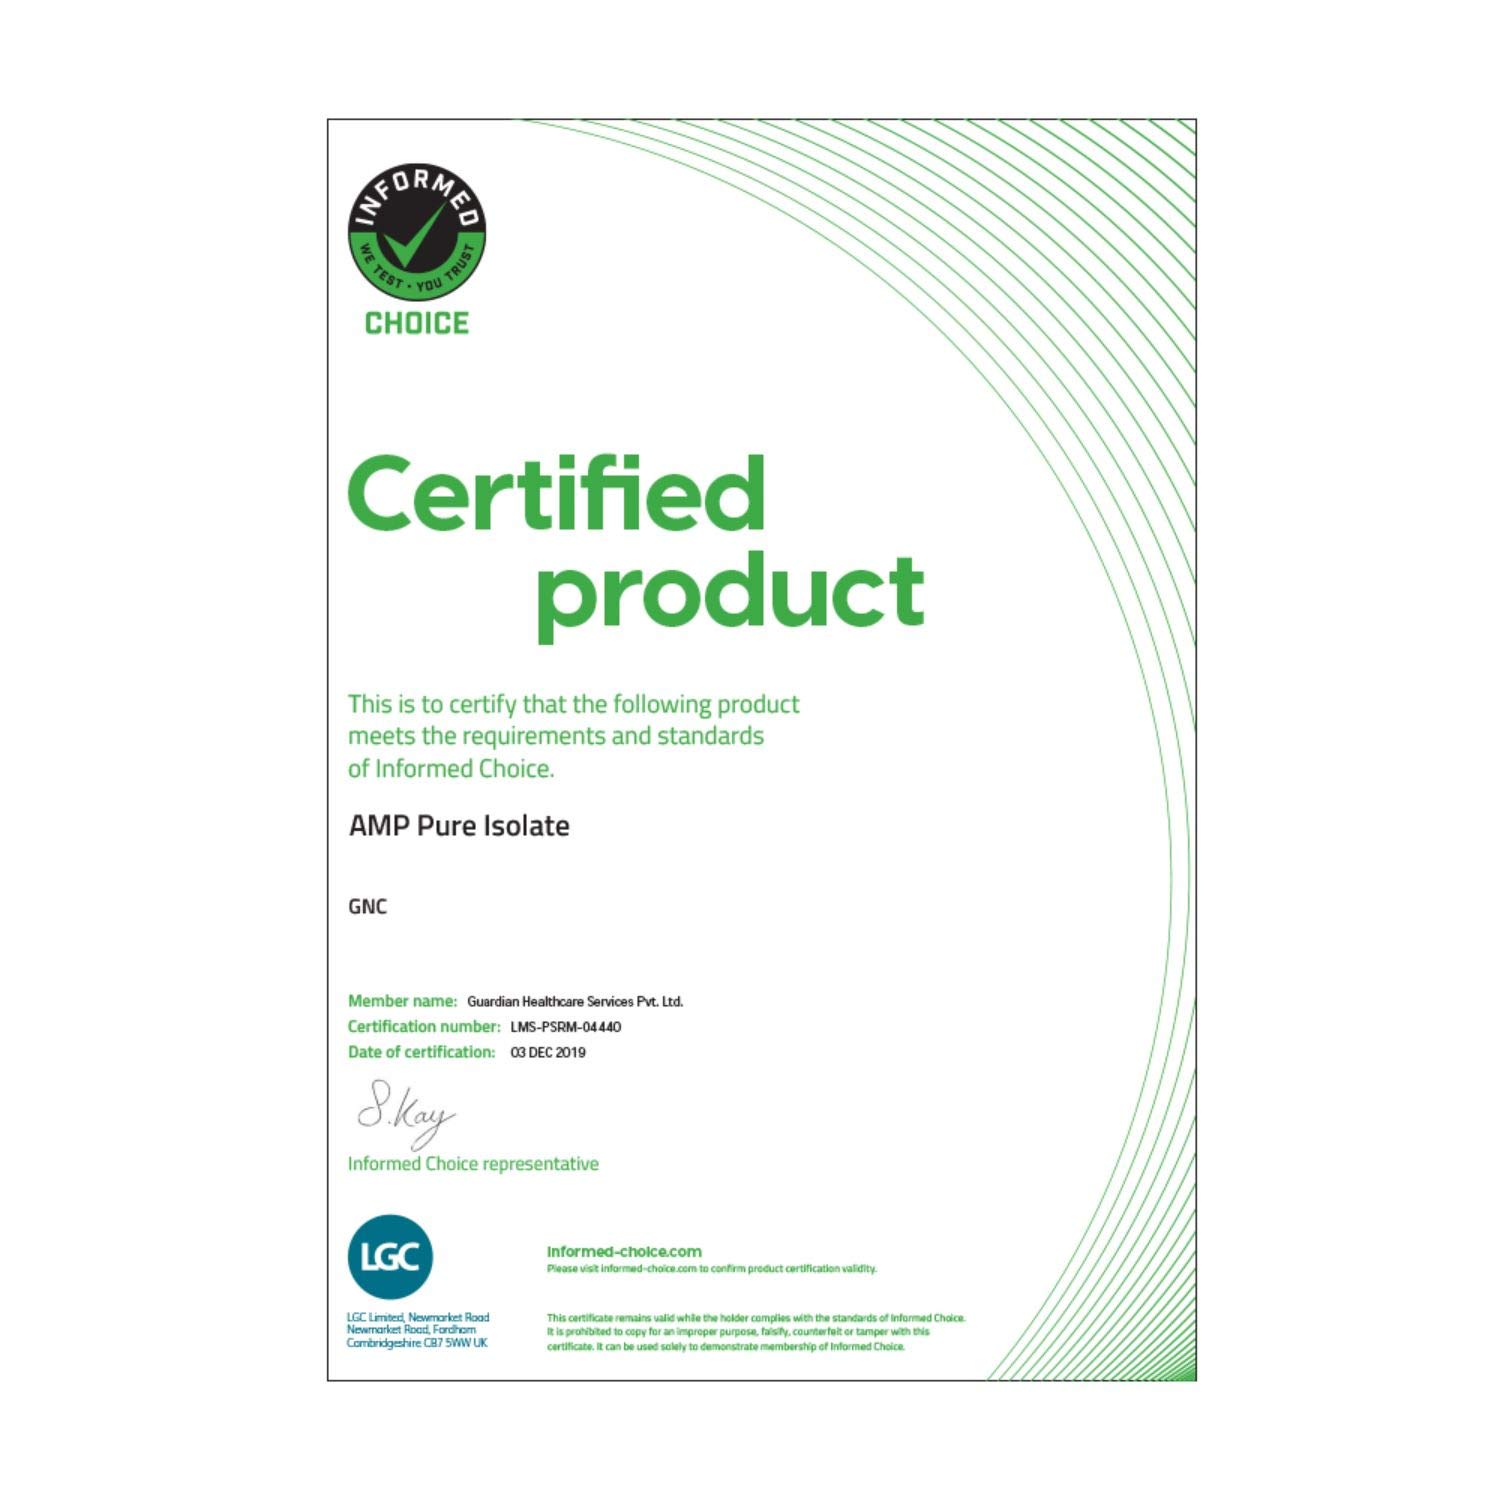 INFORMED
WE TEST · YOU TRUST
CHOICE
Certified
product
This is to certify that the following product
meets the requirements and standards
of Informed Choice.
AMP Pure Isolate
GNC
Member name: Guardian Healthcare Services Pvt. Ltd.
Certification number: LMS-PSRM-04440
Date of certification: 03 DEC 2019
S.Kay
Informed Choice representative
LGC
LGC Limited, Newmarket Road
Newmarket Road, Fordham
Cambridgeshire CB7 5WW UK
Informed-choice.com
Please visit informed-choice.com to confirm product certification validity.
This certificate remains valid while the holder complies with the standards of Informed Choice.
It is prohibited to copy for an improper purpose, falsify, counterfeit or tamper with this
certificate. It can be used solely to demonstrate membership of Informed Choice.